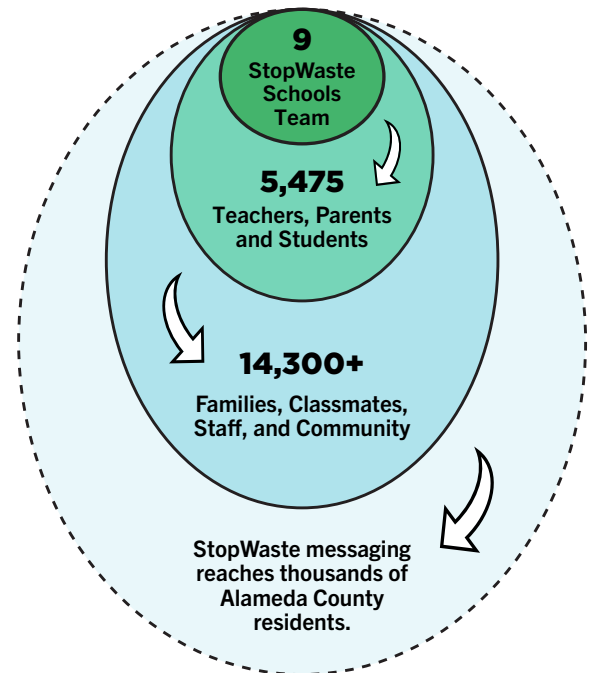 9
StopWaste
Schools
Team
5,475
Teachers, Parents
and Students
14,300+
Families, Classmates,
Staff, and Community
StopWaste messaging
reaches thousands of
Alameda County
residents.